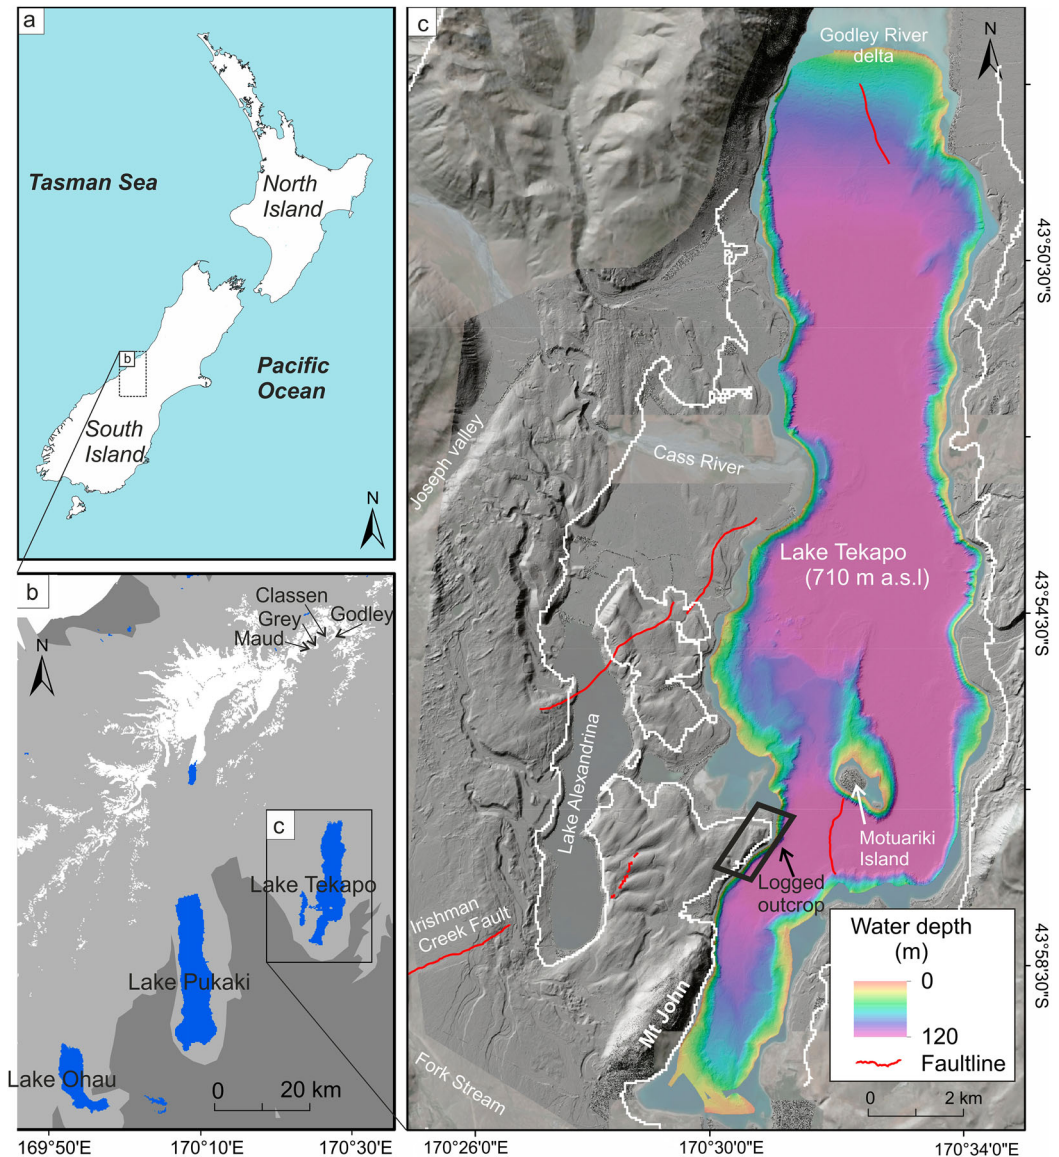 a
N
Tasman Sea
North
Island
b
Pacific
Ocean
South
Island
N
b
Classen
Grey
Godley
Maud
N
c
Lake Tekapo
Lake Pukaki
Lake Ohau
0
20 km
169°50'0"E
170°10'0"E
170°30'0"E
c
Godley River
delta
N
43°50'30"S
Joseph valley
Cass River
Lake Tekapo
(710 m a.s.l)
43°54'30"S
Lake Alexandrina
Motuariki
Island
Logged
outcrop
Irishman
Creek Fault
43°58'30"S
Mt John
Fork Stream
Water depth
(m)
0
120
Faultline
0
2 km
170°26'0"E
170°30'0"E
170°34'0"E